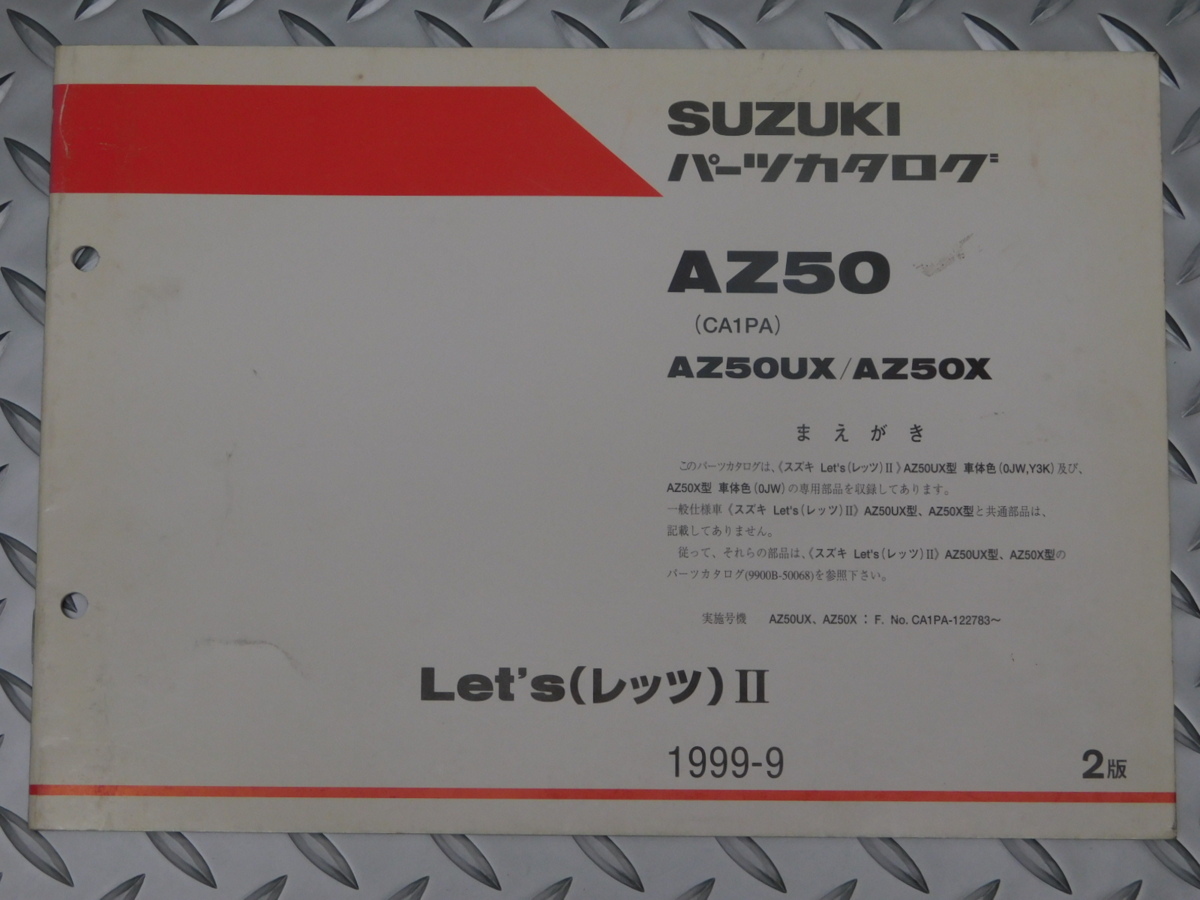 SUZUKI
パーツカタログ
AZ50
(CA1PA)
AZ50UX/AZ50X
まえがき
このパーツカタログは、《スズキ Let's(レッツ)II》AZ50UX型 車体色(0JW,Y3K)及び、
AZ50X型 車体色(0JW)の専用部品を収録してあります。
一般仕様車《スズキ Let's(レッツ)II》AZ50UX型、AZ50X型と共通部品は、
記載してありません。
従って、それらの部品は、《スズキ Let's(レッツ)II》AZ50UX型、AZ50X型の
パーツカタログ(9900B-50068)を参照下さい。
実施号機 AZ50UX、AZ50X:F. No. CA1PA-122783〜
Let's(レッツ)II
1999-9
2版